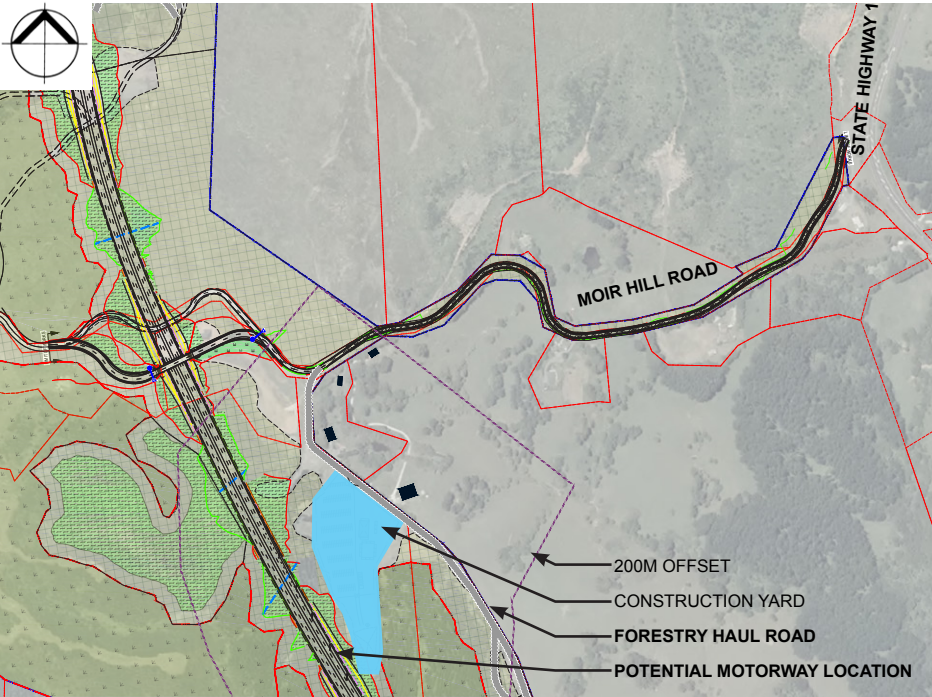 STATE HIGHWAY 1
MOIR HILL ROAD
200M OFFSET
CONSTRUCTION YARD
FORESTRY HAUL ROAD
POTENTIAL MOTORWAY LOCATION